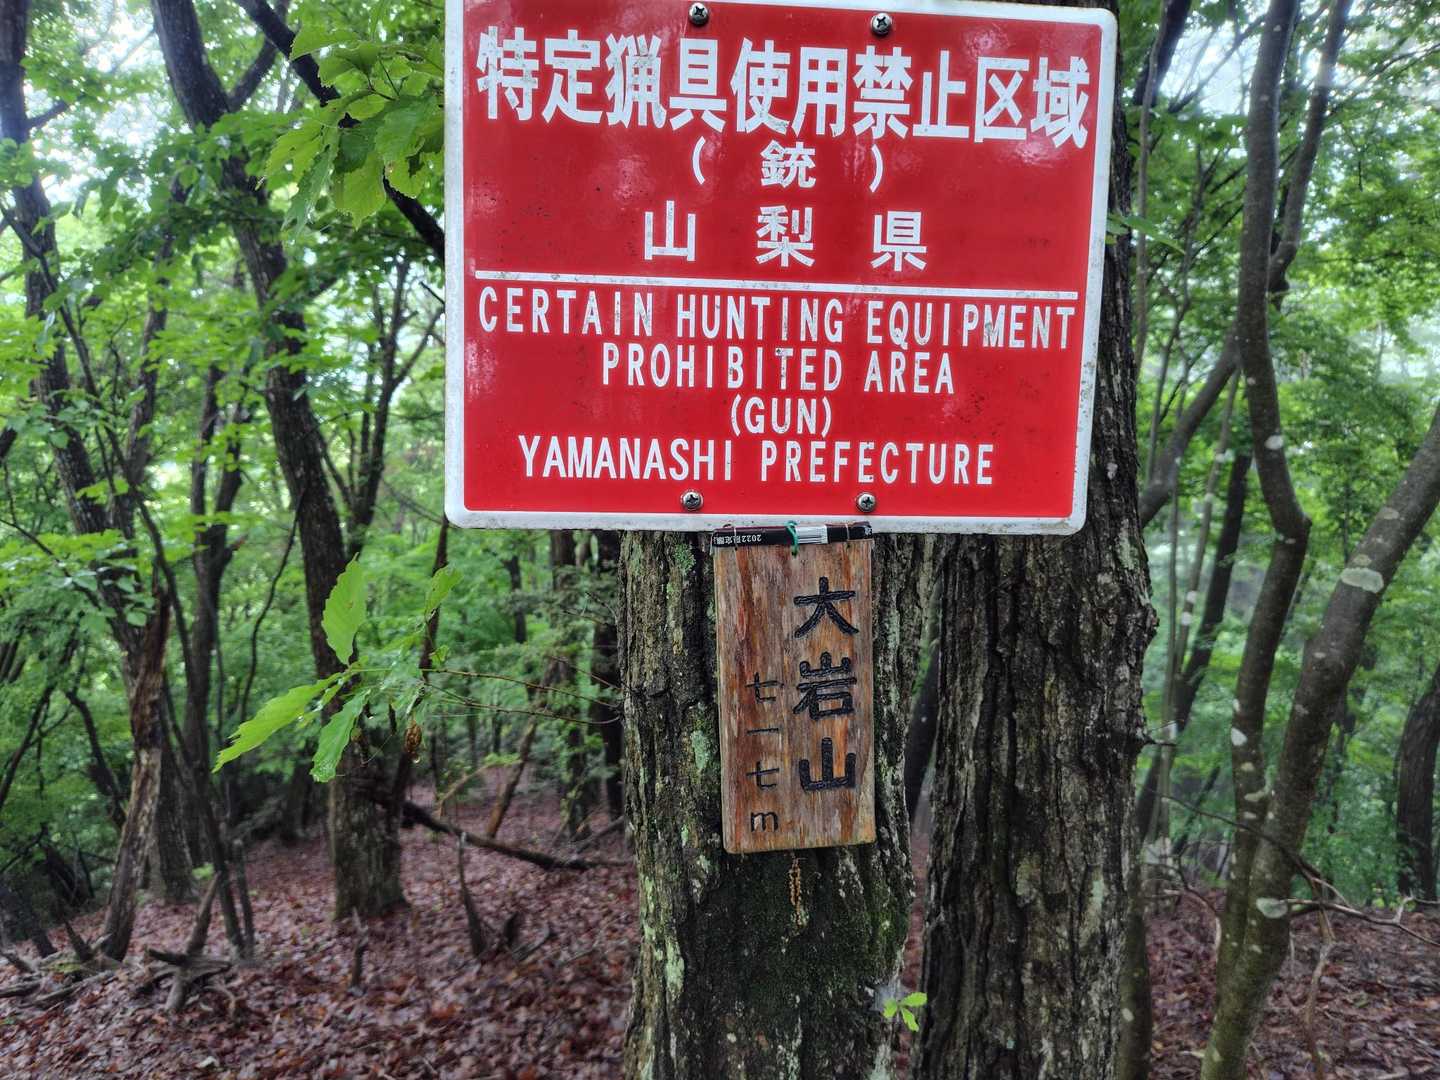 特定猟具使用禁止区域
(銃)
山梨県
CERTAIN HUNTING EQUIPMENT
PROHIBITED AREA
(GUN)
YAMANASHI PREFECTURE
大岩山
七一七m